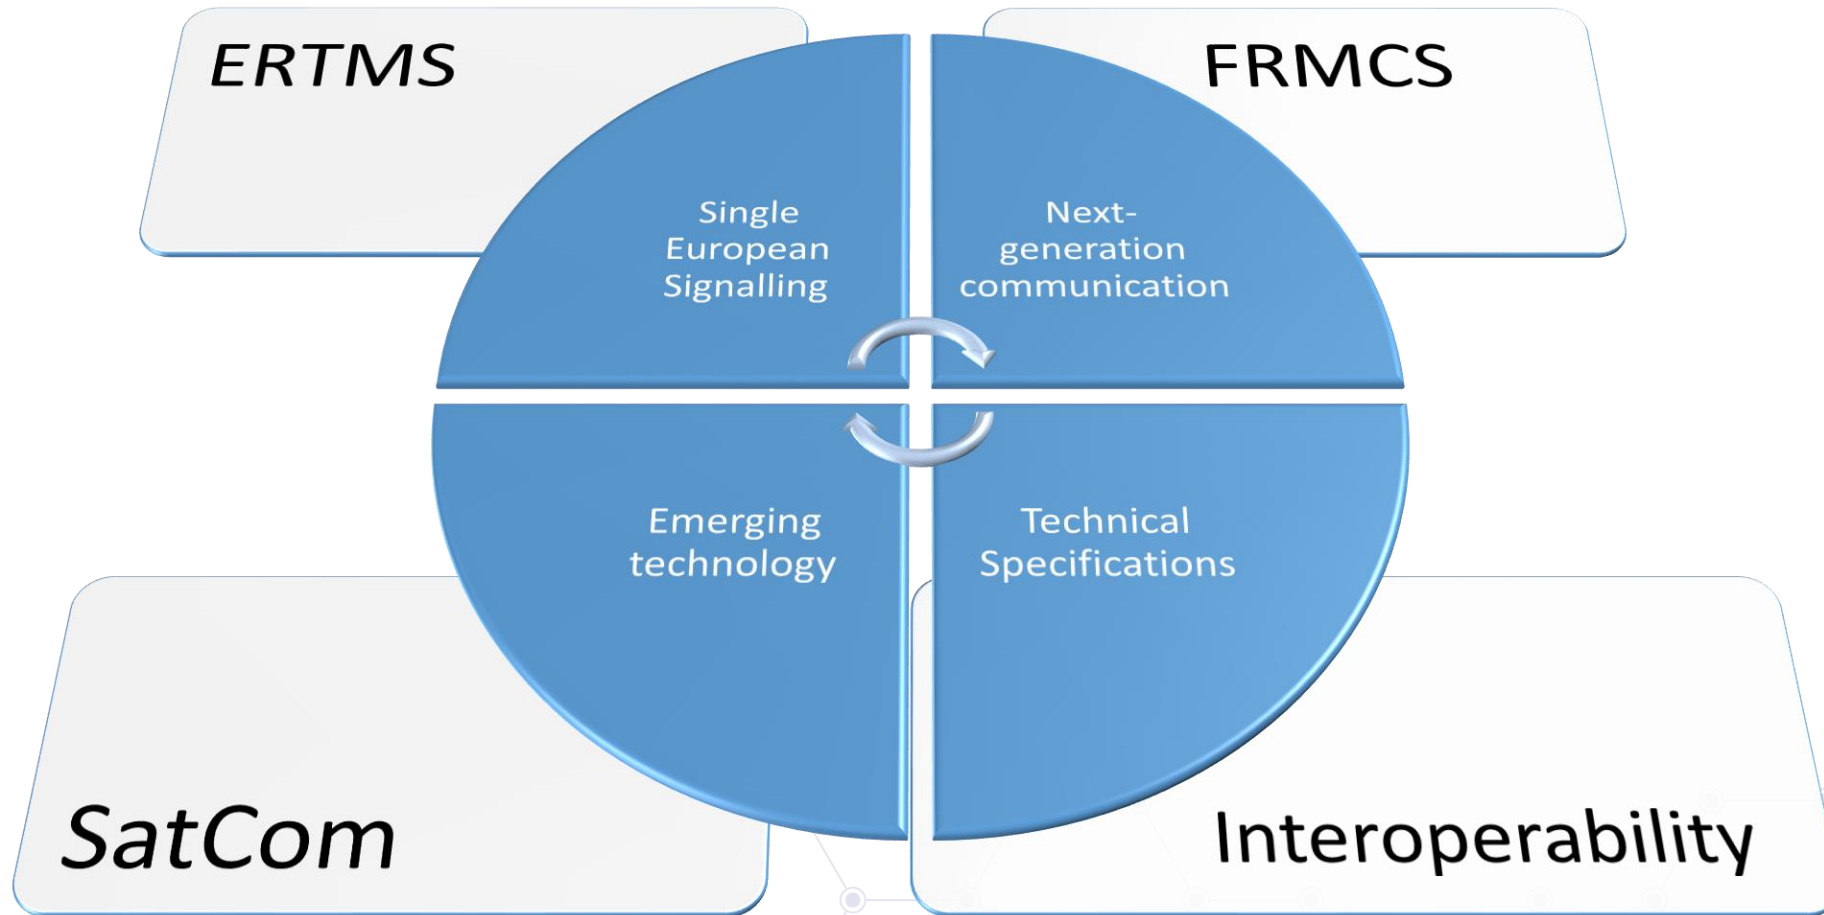 ERTMS
FRMCS
Single
European
Signalling
Next-
generation
communication
Emerging
technology
Technical
Specifications
SatCom
Interoperability